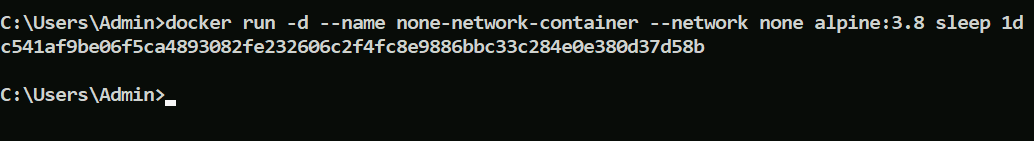 C:\Users\Admin>docker run -d --name none-network-container --network none alpine:3.8 sleep 1d
c541af9be06f5ca4893082fe232606c2f4fc8e9886bbc33c284e0e380d37d58b
C:\Users\Admin>